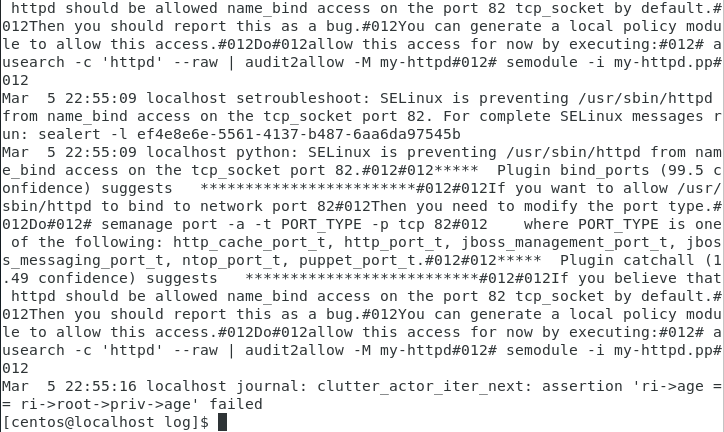 httpd should be allowed name_bind access on the port 82 tcp_socket by default.#
012Then you should report this as a bug.#012You can generate a local policy modu
le to allow this access.#012Do#012allow this access for now by executing:#012# a
usearch -c 'httpd' --raw | audit2allow -M my-httpd#012# semodule -i my-httpd.pp#
012
Mar  5 22:55:09 localhost setroubleshoot: SELinux is preventing /usr/sbin/httpd
from name_bind access on the tcp_socket port 82. For complete SELinux messages r
un: sealert -l ef4e8e6e-5561-4137-b487-6aa6da97545b
Mar  5 22:55:09 localhost python: SELinux is preventing /usr/sbin/httpd from nam
e_bind access on the tcp_socket port 82.#012#012*****  Plugin bind_ports (99.5 c
onfidence) suggests   ************************#012#012If you want to allow /usr/
sbin/httpd to bind to network port 82#012Then you need to modify the port type.#
012Do#012# semanage port -a -t PORT_TYPE -p tcp 82#012    where PORT_TYPE is one
 of the following: http_cache_port_t, http_port_t, jboss_management_port_t, jbos
s_messaging_port_t, ntop_port_t, puppet_port_t.#012#012*****  Plugin catchall (1
.49 confidence) suggests   **************************#012#012If you believe that
 httpd should be allowed name_bind access on the port 82 tcp_socket by default.#
012Then you should report this as a bug.#012You can generate a local policy modu
le to allow this access.#012Do#012allow this access for now by executing:#012# a
usearch -c 'httpd' --raw | audit2allow -M my-httpd#012# semodule -i my-httpd.pp#
012
Mar  5 22:55:16 localhost journal: clutter_actor_iter_next: assertion 'ri->age =
= ri->root->priv->age' failed
[centos@localhost log]$